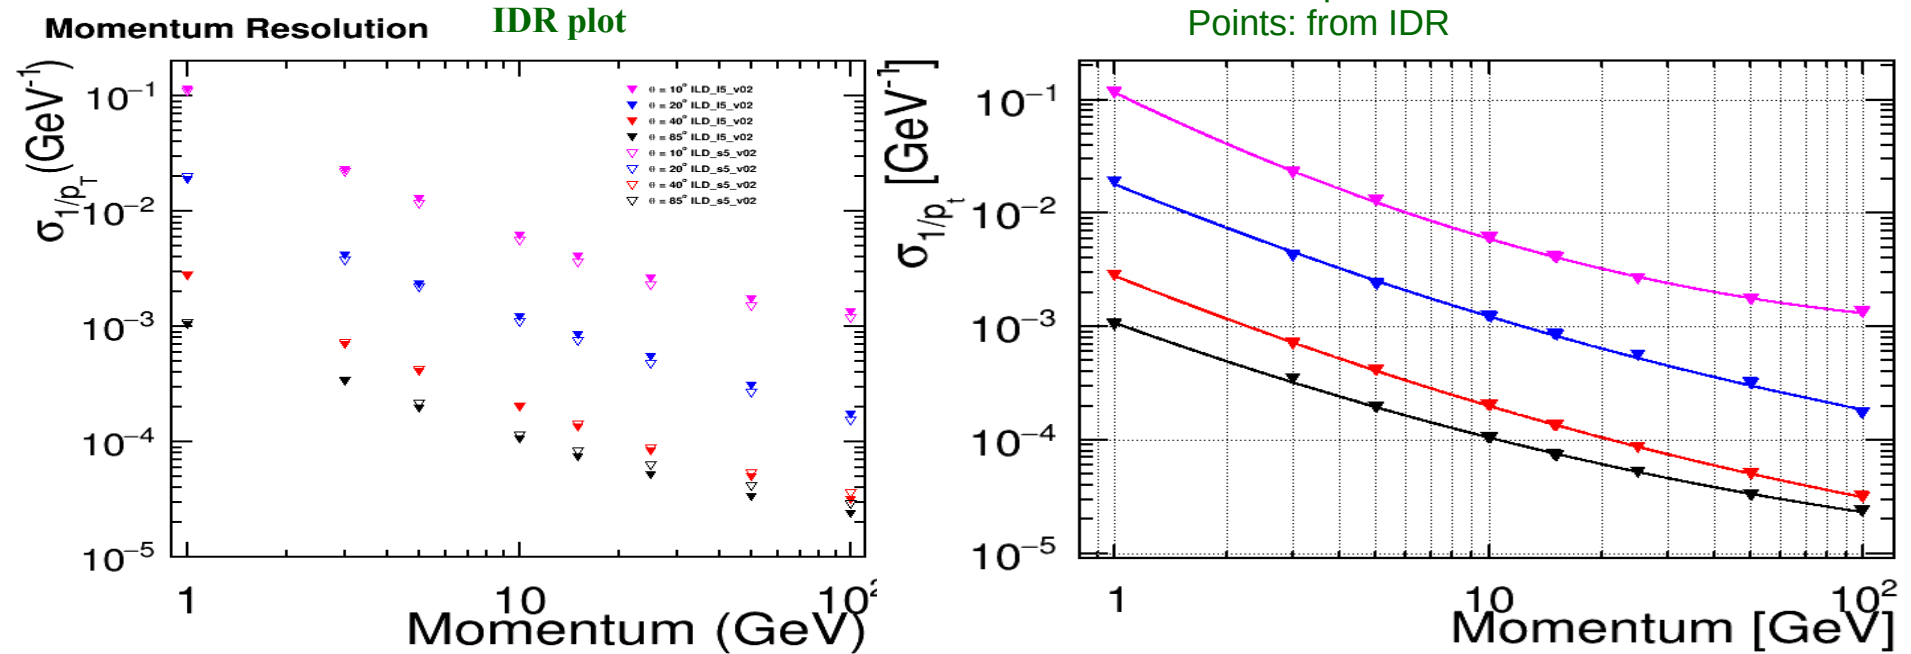 Momentum Resolution
IDR plot
σ1/pT (GeV-1)
10−1
10−2
10−3
10−4
10−5
θ = 10° ILD_l5_v02
θ = 20° ILD_l5_v02
θ = 40° ILD_l5_v02
θ = 85° ILD_l5_v02
θ = 10° ILD_s5_v02
θ = 20° ILD_s5_v02
θ = 40° ILD_s5_v02
θ = 85° ILD_s5_v02
1 10 102
Momentum (GeV)
Points: from IDR
σ1/pt [GeV-1]
10−1
10−2
10−3
10−4
10−5
1 10 102
Momentum [GeV]